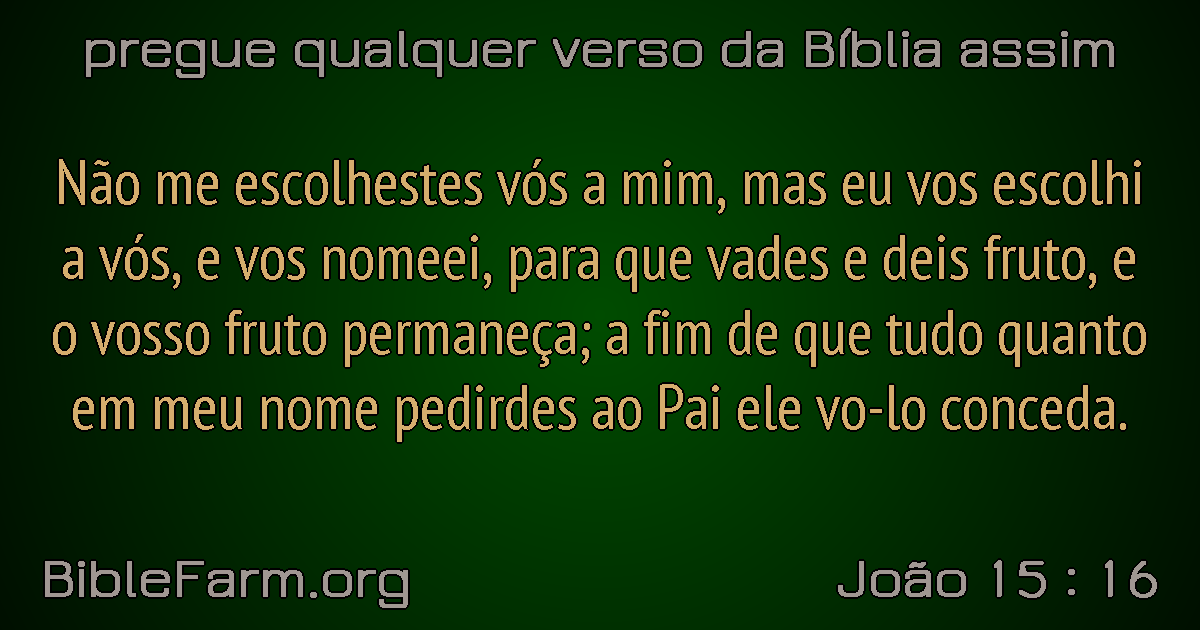 pregue qualquer verso da Bíblia assim
Não me escolhestes vós a mim, mas eu vos escolhi
a vós, e vos nomeei, para que vades e deis fruto, e
o vosso fruto permaneça; a fim de que tudo quanto
em meu nome pedirdes ao Pai ele vo-lo conceda.
BibleFarm.org
João 15 : 16